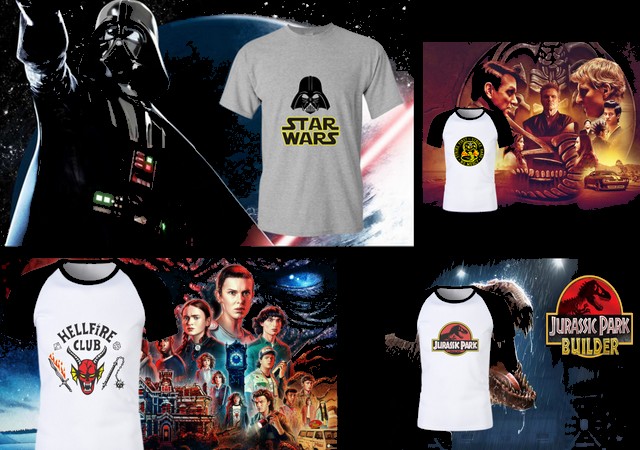 STAR
WARS
HELLFIRE
CLUB
JURASSIC PARK
JURASSIC PARK
BUILDER